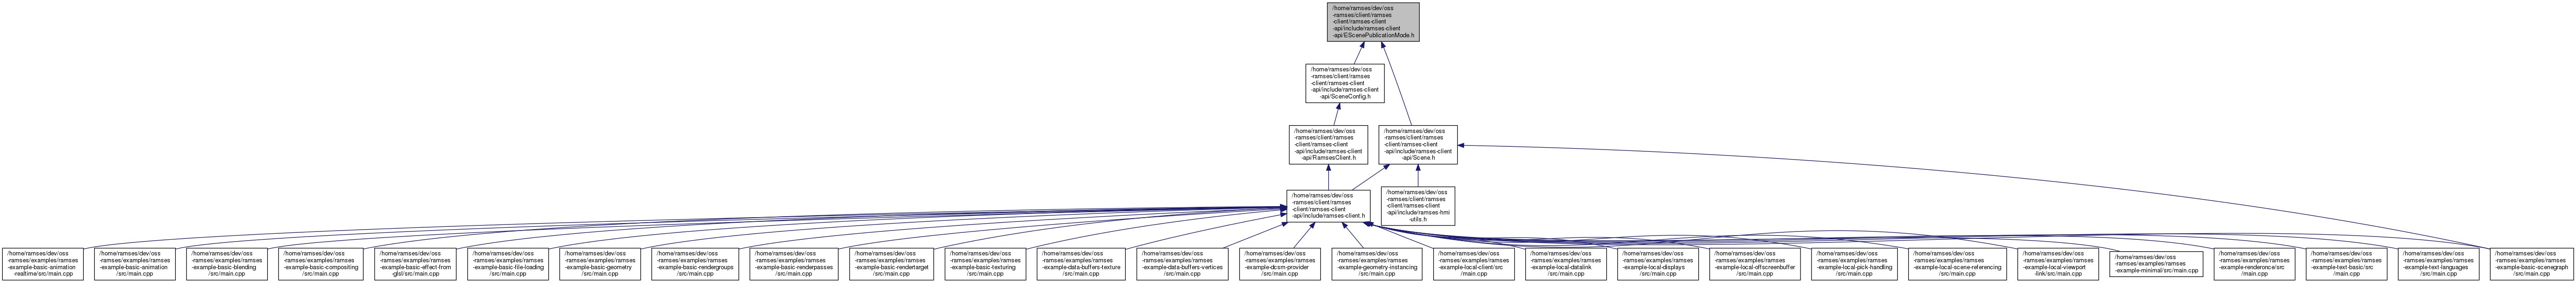 /home/ramses/dev/oss
-ramses/client/ramses
-client/ramses-client
-api/include/ramses-client
-api/EScenePublicationMode.h
/home/ramses/dev/oss
-ramses/client/ramses
-client/ramses-client
-api/include/ramses-client
-api/SceneConfig.h
/home/ramses/dev/oss
-ramses/client/ramses
-client/ramses-client
-api/include/ramses-client
-api/RamsesClient.h
/home/ramses/dev/oss
-ramses/client/ramses
-client/ramses-client
-api/include/ramses-client
-api/Scene.h
/home/ramses/dev/oss
-ramses/client/ramses
-client/ramses-client
-api/include/ramses-client.h
/home/ramses/dev/oss
-ramses/client/ramses
-client/ramses-client
-api/include/ramses-hmi
-utils.h
/home/ramses/dev/oss
-ramses/examples/ramses
-example-basic-animation
-realtime/src/main.cpp
/home/ramses/dev/oss
-ramses/examples/ramses
-example-basic-animation
/src/main.cpp
/home/ramses/dev/oss
-ramses/examples/ramses
-example-basic-blending
/src/main.cpp
/home/ramses/dev/oss
-ramses/examples/ramses
-example-basic-compositing
/src/main.cpp
/home/ramses/dev/oss
-ramses/examples/ramses
-example-basic-effect-from
-glsl/src/main.cpp
/home/ramses/dev/oss
-ramses/examples/ramses
-example-basic-file-loading
/src/main.cpp
/home/ramses/dev/oss
-ramses/examples/ramses
-example-basic-geometry
/src/main.cpp
/home/ramses/dev/oss
-ramses/examples/ramses
-example-basic-rendergroups
/src/main.cpp
/home/ramses/dev/oss
-ramses/examples/ramses
-example-basic-renderpasses
/src/main.cpp
/home/ramses/dev/oss
-ramses/examples/ramses
-example-basic-rendertarget
/src/main.cpp
/home/ramses/dev/oss
-ramses/examples/ramses
-example-basic-texturing
/src/main.cpp
/home/ramses/dev/oss
-ramses/examples/ramses
-example-data-buffers-texture
/src/main.cpp
/home/ramses/dev/oss
-ramses/examples/ramses
-example-data-buffers-vertices
/src/main.cpp
/home/ramses/dev/oss
-ramses/examples/ramses
-example-dcsm-provider
/src/main.cpp
/home/ramses/dev/oss
-ramses/examples/ramses
-example-geometry-instancing
/src/main.cpp
/home/ramses/dev/oss
-ramses/examples/ramses
-example-local-client/src
/main.cpp
/home/ramses/dev/oss
-ramses/examples/ramses
-example-local-datalink
/src/main.cpp
/home/ramses/dev/oss
-ramses/examples/ramses
-example-local-displays
/src/main.cpp
/home/ramses/dev/oss
-ramses/examples/ramses
-example-local-offscreenbuffer
/src/main.cpp
/home/ramses/dev/oss
-ramses/examples/ramses
-example-local-pick-handling
/src/main.cpp
/home/ramses/dev/oss
-ramses/examples/ramses
-example-local-scene-referencing
/src/main.cpp
/home/ramses/dev/oss
-ramses/examples/ramses
-example-local-viewport
-link/src/main.cpp
/home/ramses/dev/oss
-ramses/examples/ramses
-example-minimal/src/main.cpp
/home/ramses/dev/oss
-ramses/examples/ramses
-example-renderonce/src
/main.cpp
/home/ramses/dev/oss
-ramses/examples/ramses
-example-text-basic/src
/main.cpp
/home/ramses/dev/oss
-ramses/examples/ramses
-example-text-languages
/src/main.cpp
/home/ramses/dev/oss
-ramses/examples/ramses
-example-basic-scenegraph
/src/main.cpp